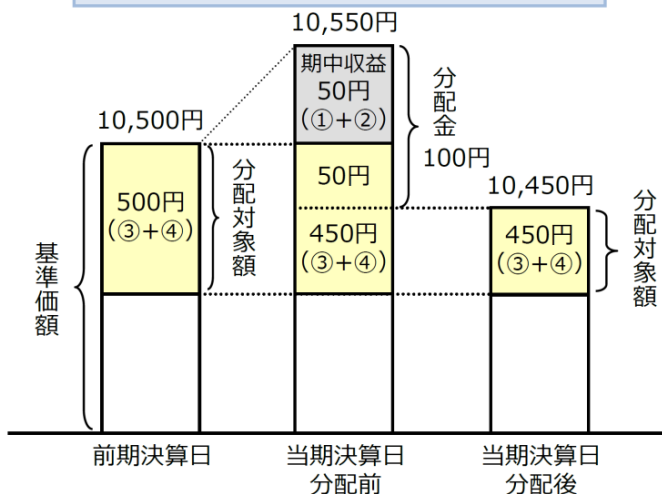 10,550円
期中収益
50円
(①+②)
分配金
100円
10,500円
500円
(③+④)
分配対象額
50円
450円
(③+④)
10,450円
450円
(③+④)
分配対象額
基準価額
前期決算日
当期決算日
分配前
当期決算日
分配後